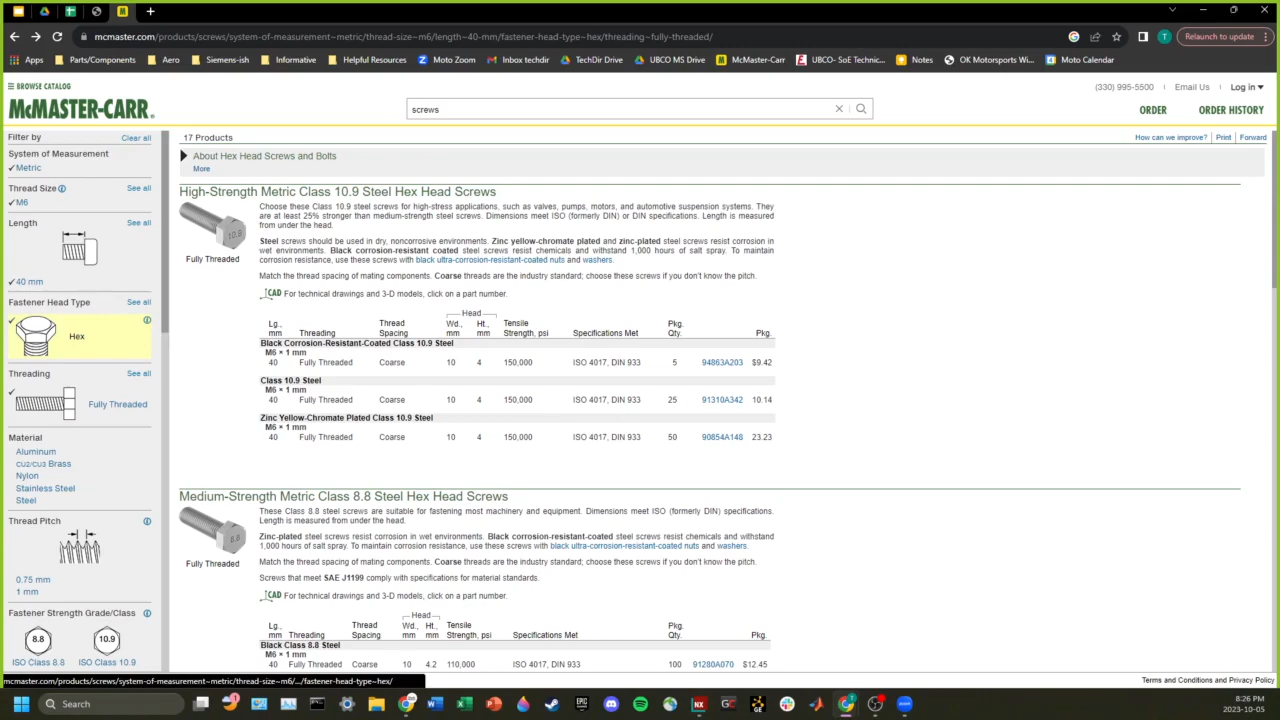 mcmaster.com/products/screws/system-of-measurement~metric/thread-size~m6/length~40-mm/fastener-head-type~hex/threading~fully-threaded/
Relaunch to update
Apps
Parts/Components
Aero
Siemens-ish
Informative
Helpful Resources
Moto Zoom
Inbox techdir
TechDir Drive
UBCO MS Drive
McMaster-Carr
UBCO- SoE Technic...
Notes
OK Motorsports Wi...
Moto Calendar
BROWSE CATALOG
(330) 995-5500
Email Us
Log in
McMASTER-CARR.
screws
ORDER
ORDER HISTORY
Filter by
Clear all
System of Measurement
Metric
Thread Size
See all
M6
Length
See all
40 mm
Fastener Head Type
See all
Hex
Threading
See all
Fully Threaded
Material
Aluminum
CU2/CU3 Brass
Nylon
Stainless Steel
Steel
Thread Pitch
0.75 mm
1 mm
Fastener Strength Grade/Class
8.8
10.9
ISO Class 8.8
ISO Class 10.9
17 Products
How can we improve?
Print
Forward
About Hex Head Screws and Bolts
More
High-Strength Metric Class 10.9 Steel Hex Head Screws
10.9
Fully Threaded
Choose these Class 10.9 steel screws for high-stress applications, such as valves, pumps, motors, and automotive suspension systems. They
are at least 25% stronger than medium-strength steel screws. Dimensions meet ISO (formerly DIN) or DIN specifications. Length is measured
from under the head.
Steel screws should be used in dry, noncorrosive environments. Zinc yellow-chromate plated and zinc-plated steel screws resist corrosion in
wet environments. Black corrosion-resistant coated steel screws resist chemicals and withstand 1,000 hours of salt spray. To maintain
corrosion resistance, use these screws with black ultra-corrosion-resistant-coated nuts and washers.
Match the thread spacing of mating components. Coarse threads are the industry standard; choose these screws if you don't know the pitch.
CAD For technical drawings and 3-D models, click on a part number.
Head
Lg., mm Threading Thread Spacing Wd., mm Ht., mm Tensile Strength, psi Specifications Met Pkg. Qty. Pkg.
Black Corrosion-Resistant-Coated Class 10.9 Steel
M6 × 1 mm
40 Fully Threaded Coarse 10 4 150,000 ISO 4017, DIN 933 5 94863A203 $9.42
Class 10.9 Steel
M6 × 1 mm
40 Fully Threaded Coarse 10 4 150,000 ISO 4017, DIN 933 25 91310A342 10.14
Zinc Yellow-Chromate Plated Class 10.9 Steel
M6 × 1 mm
40 Fully Threaded Coarse 10 4 150,000 ISO 4017, DIN 933 50 90854A148 23.23
Medium-Strength Metric Class 8.8 Steel Hex Head Screws
8.8
Fully Threaded
These Class 8.8 steel screws are suitable for fastening most machinery and equipment. Dimensions meet ISO (formerly DIN) specifications.
Length is measured from under the head.
Zinc-plated steel screws resist corrosion in wet environments. Black corrosion-resistant-coated steel screws resist chemicals and withstand
1,000 hours of salt spray. To maintain corrosion resistance, use these screws with black ultra-corrosion-resistant-coated nuts and washers.
Match the thread spacing of mating components. Coarse threads are the industry standard; choose these screws if you don't know the pitch.
Screws that meet SAE J1199 comply with specifications for material standards.
CAD For technical drawings and 3-D models, click on a part number.
Head
Lg., mm Threading Thread Spacing Wd., mm Ht., mm Tensile Strength, psi Specifications Met Pkg. Qty. Pkg.
Black Class 8.8 Steel
M6 × 1 mm
40 Fully Threaded Coarse 10 4.2 110,000 ISO 4017, DIN 933 100 91280A070 $12.45
mcmaster.com/products/screws/system-of-measurement~metric/thread-size~m6/.../fastener-head-type~hex/
Terms and Conditions and Privacy Policy
Search
8:26 PM
2023-10-05